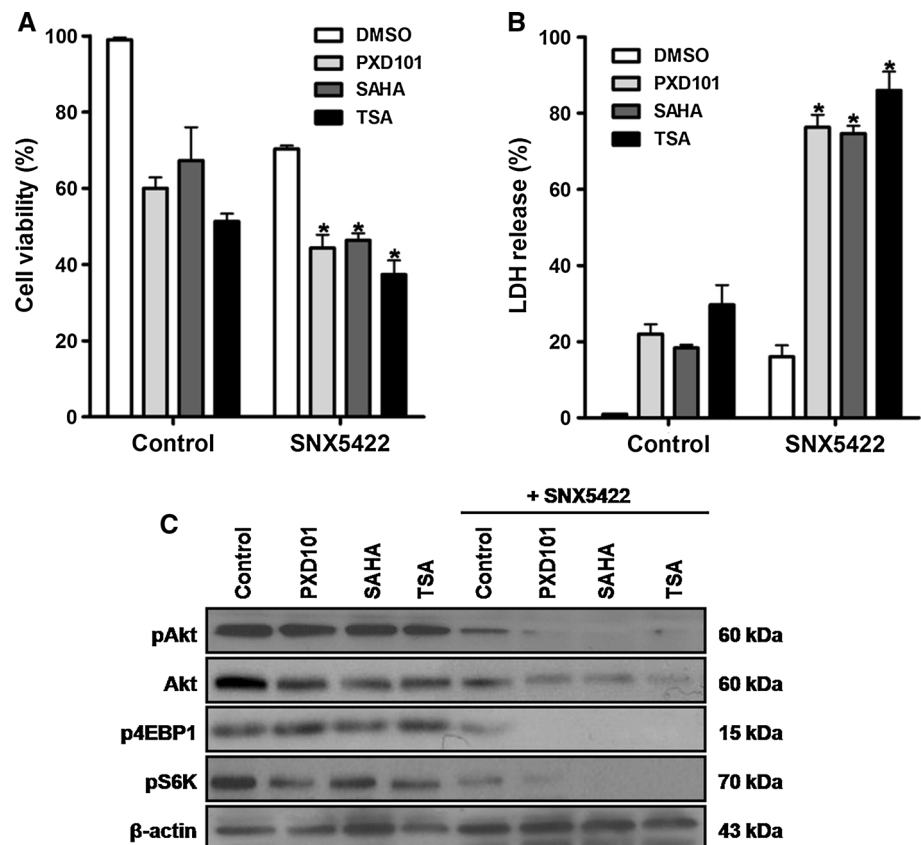 A
Cell viability (%)
100
80
60
40
20
0
DMSO
PXD101
SAHA
TSA
* * *
Control SNX5422
B
LDH release (%)
100
80
60
40
20
0
DMSO
PXD101
SAHA
TSA
* * *
Control SNX5422
C
+ SNX5422
Control PXD101 SAHA TSA Control PXD101 SAHA TSA
pAkt 60 kDa
Akt 60 kDa
p4EBP1 15 kDa
pS6K 70 kDa
β-actin 43 kDa